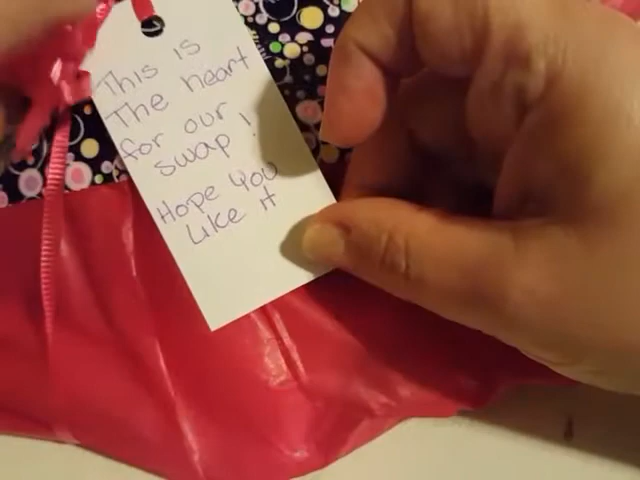 This is
The heart
for our
swap!
Hope you
Like it